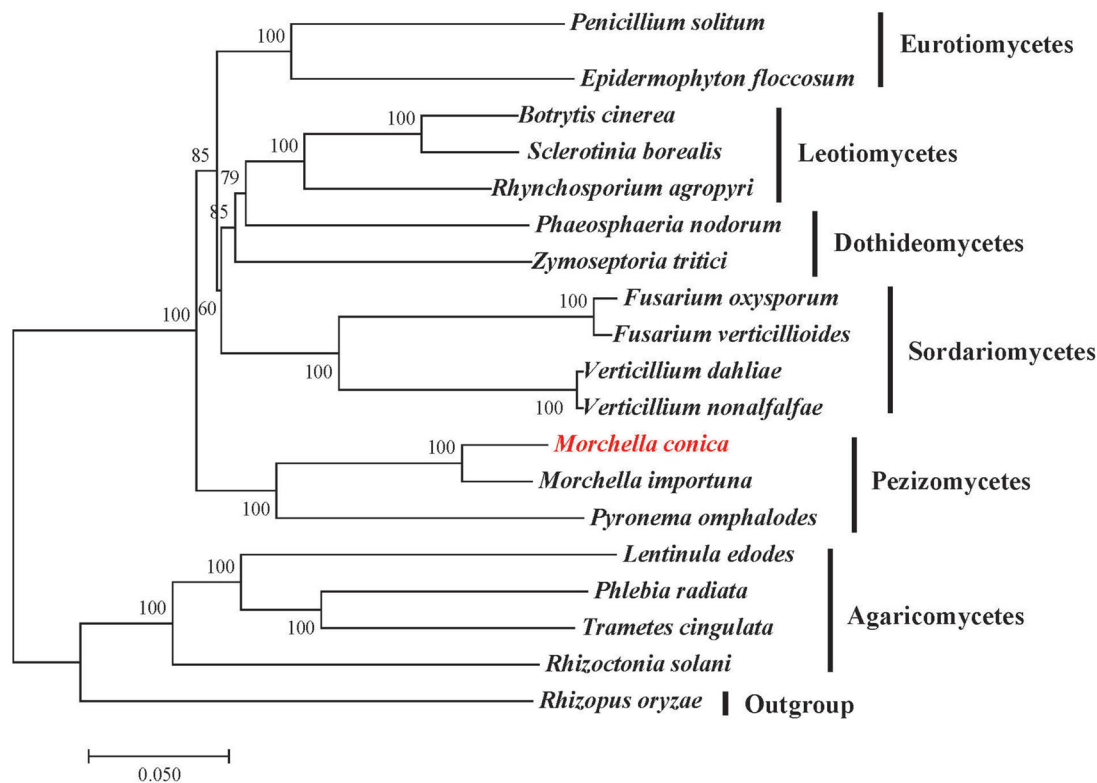 Penicillium solitum
100
Eurotiomycetes
Epidermophyton floccosum
Botrytis cinerea
100
100
Sclerotinia borealis
Leotiomycetes
85
79
Rhynchosporium agropyri
85
Phaeosphaeria nodorum
Dothideomycetes
Zymoseptoria tritici
100
Fusarium oxysporum
60
100
Fusarium verticillioides
Sordariomycetes
100
Verticillium dahliae
100
Verticillium nonalfalfae
100
Morchella conica
Morchella importuna
Pezizomycetes
100
Pyronema omphalodes
100
Lentinula edodes
Phlebia radiata
100
Agaricomycetes
100
Trametes cingulata
Rhizoctonia solani
Rhizopus oryzae
Outgroup
0.050